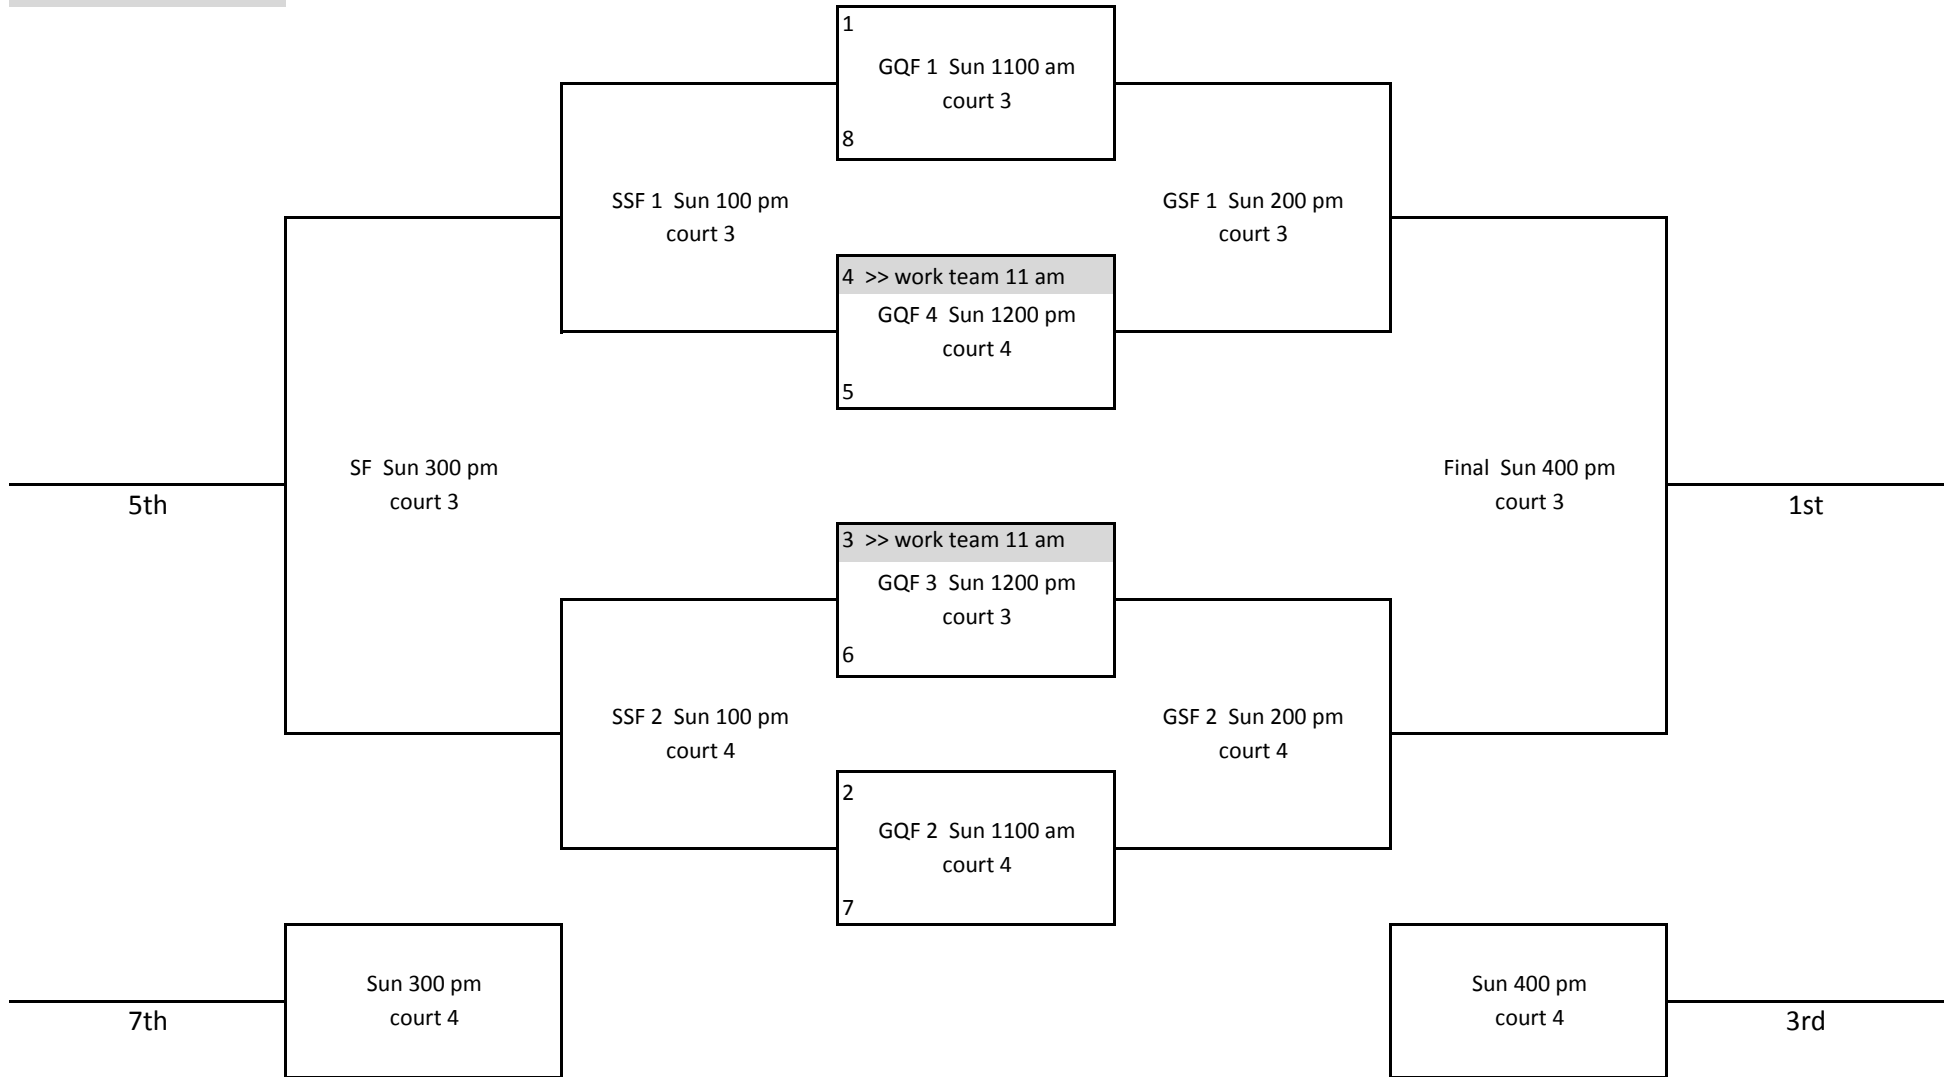 1
GQF 1  Sun 1100 am
court 3
8
SSF 1  Sun 100 pm
court 3
GSF 1  Sun 200 pm
court 3
4  >> work team 11 am
GQF 4  Sun 1200 pm
court 4
5
SF  Sun 300 pm
court 3
Final  Sun 400 pm
court 3
5th
1st
3  >> work team 11 am
GQF 3  Sun 1200 pm
court 3
6
SSF 2  Sun 100 pm
court 4
GSF 2  Sun 200 pm
court 4
2
GQF 2  Sun 1100 am
court 4
7
Sun 300 pm
court 4
Sun 400 pm
court 4
7th
3rd